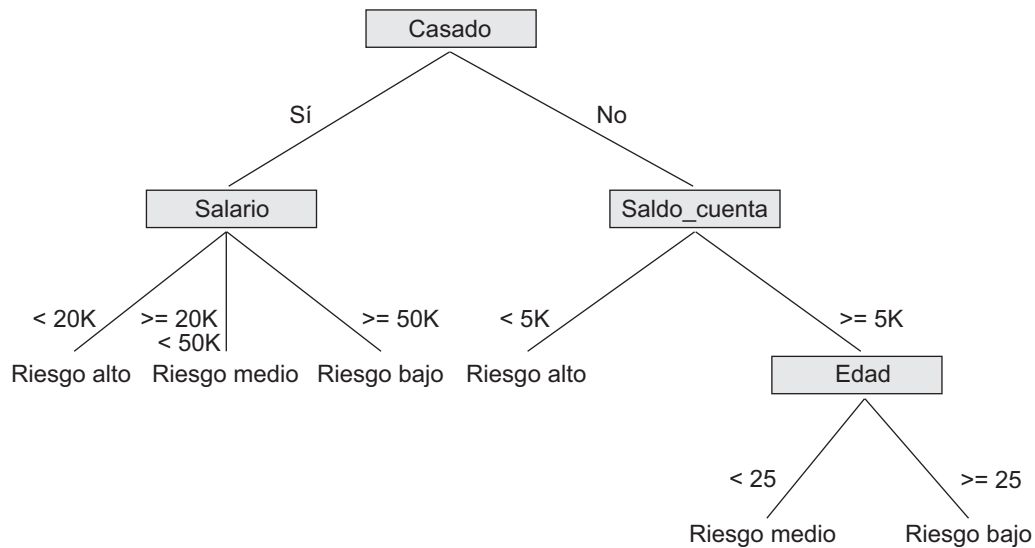 Casado
Sí
No
Salario
Saldo_cuenta
< 20K
>= 20K
< 50K
>= 50K
< 5K
>= 5K
Riesgo alto
Riesgo medio
Riesgo bajo
Riesgo alto
Edad
< 25
>= 25
Riesgo medio
Riesgo bajo